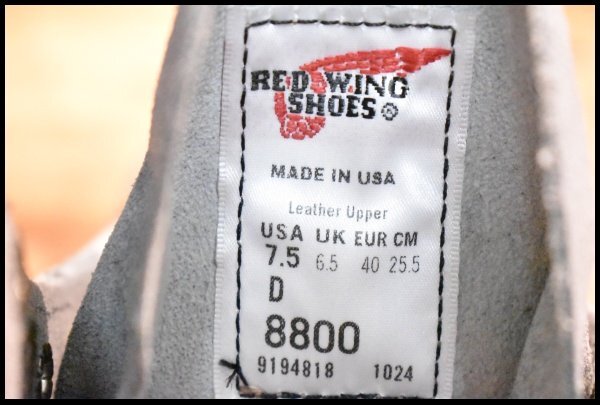 RED WING
SHOES®
MADE IN USA
Leather Upper
USA UK EUR CM
7.5 6.5 40 25.5
D
8800
9194818 1024